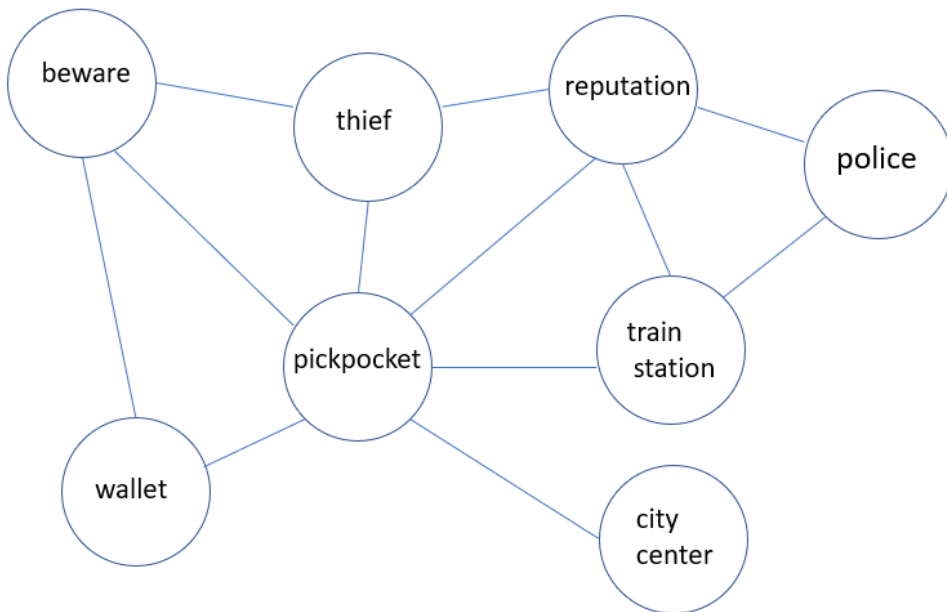 beware
thief
reputation
police
pickpocket
train
station
wallet
city
center